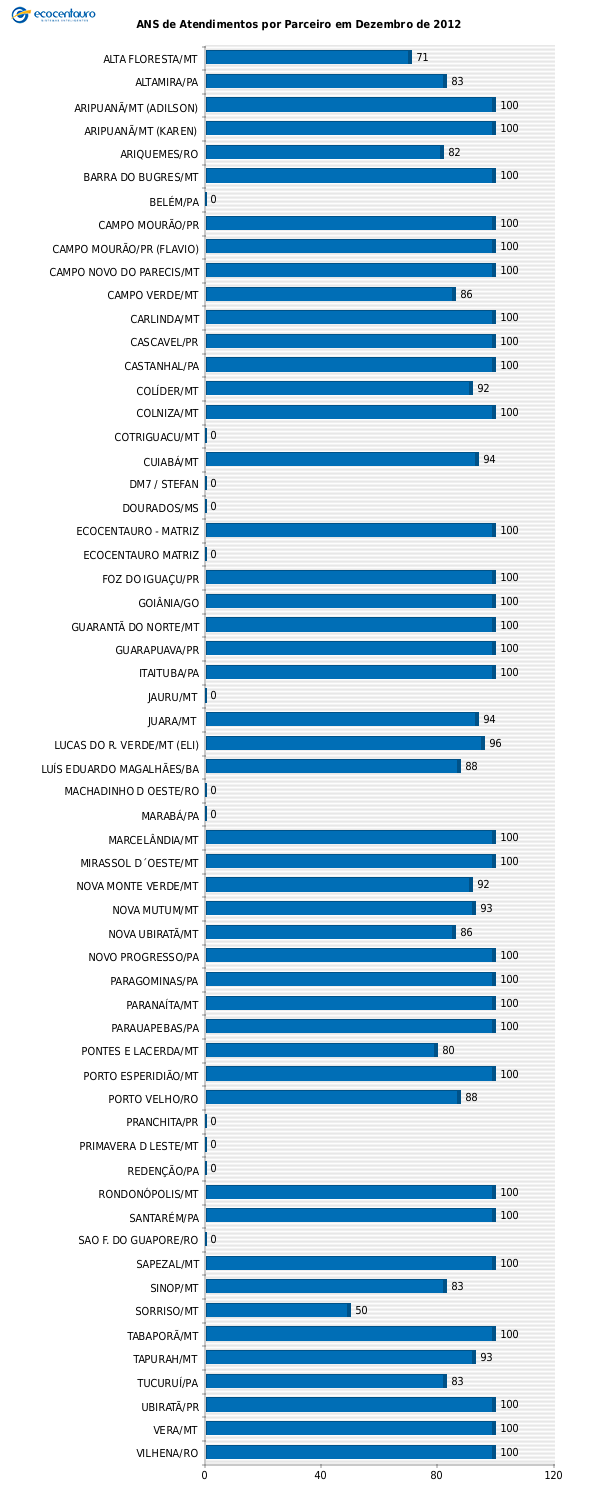 ecocentauro
ANS de Atendimentos por Parceiro em Dezembro de 2012
ALTA FLORESTA/MT 71
ALTAMIRA/PA 83
ARIPUANÃ/MT (ADILSON) 100
ARIPUANÃ/MT (KAREN) 100
ARIQUEMES/RO 82
BARRA DO BUGRES/MT 100
BELÉM/PA 0
CAMPO MOURÃO/PR 100
CAMPO MOURÃO/PR (FLAVIO) 100
CAMPO NOVO DO PARECIS/MT 100
CAMPO VERDE/MT 86
CARLINDA/MT 100
CASCAVEL/PR 100
CASTANHAL/PA 100
COLÍDER/MT 92
COLNIZA/MT 100
COTRIGUACU/MT 0
CUIABÁ/MT 94
DM7 / STEFAN 0
DOURADOS/MS 0
ECOCENTAURO - MATRIZ 100
ECOCENTAURO MATRIZ 0
FOZ DO IGUAÇU/PR 100
GOIÂNIA/GO 100
GUARANTÃ DO NORTE/MT 100
GUARAPUAVA/PR 100
ITAITUBA/PA 100
JAURU/MT 0
JUARA/MT 94
LUCAS DO R. VERDE/MT (ELI) 96
LUÍS EDUARDO MAGALHÃES/BA 88
MACHADINHO D OESTE/RO 0
MARABÁ/PA 0
MARCELÂNDIA/MT 100
MIRASSOL D´OESTE/MT 100
NOVA MONTE VERDE/MT 92
NOVA MUTUM/MT 93
NOVA UBIRATÃ/MT 86
NOVO PROGRESSO/PA 100
PARAGOMINAS/PA 100
PARANAÍTA/MT 100
PARAUAPEBAS/PA 100
PONTES E LACERDA/MT 80
PORTO ESPERIDIÃO/MT 100
PORTO VELHO/RO 88
PRANCHITA/PR 0
PRIMAVERA D LESTE/MT 0
REDENÇÃO/PA 0
RONDONÓPOLIS/MT 100
SANTARÉM/PA 100
SAO F. DO GUAPORE/RO 0
SAPEZAL/MT 100
SINOP/MT 83
SORRISO/MT 50
TABAPORÃ/MT 100
TAPURAH/MT 93
TUCURUÍ/PA 83
UBIRATÃ/PR 100
VERA/MT 100
VILHENA/RO 100
0 40 80 120